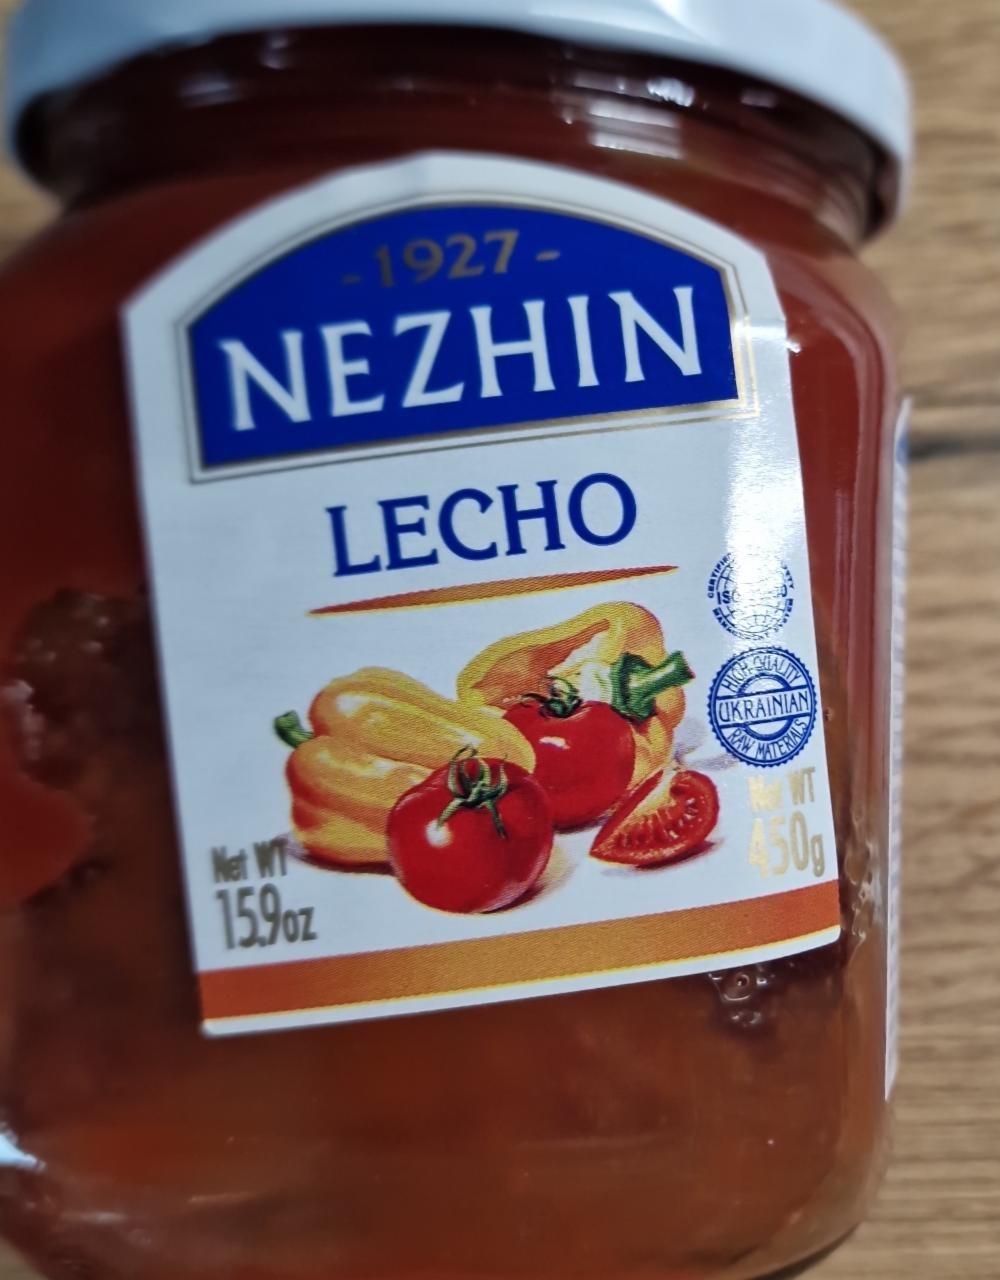 -1927-
NEZHIN
LECHO
HIGH QUALITY
UKRAINIAN
RAW MATERIALS
Net WT
450g
Net WT
15,9oz